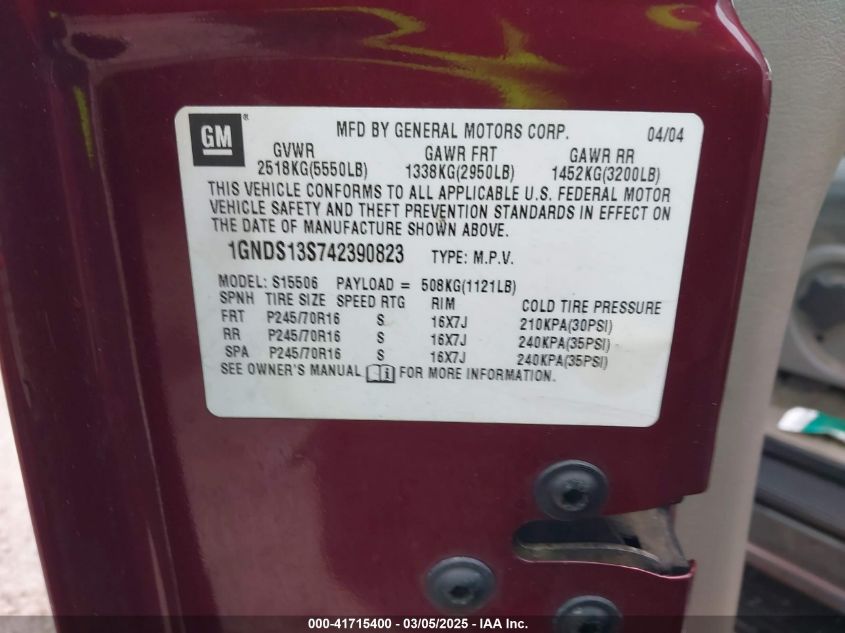 GM ®
MFD BY GENERAL MOTORS CORP. 04/04
GVWR GAWR FRT GAWR RR
2518KG(5550LB) 1338KG(2950LB) 1452KG(3200LB)
THIS VEHICLE CONFORMS TO ALL APPLICABLE U.S. FEDERAL MOTOR
VEHICLE SAFETY AND THEFT PREVENTION STANDARDS IN EFFECT ON
THE DATE OF MANUFACTURE SHOWN ABOVE.
1GNDS13S742390823 TYPE: M.P.V.
MODEL: S15506 PAYLOAD = 508KG(1121LB)
SPNH TIRE SIZE SPEED RTG RIM COLD TIRE PRESSURE
FRT P245/70R16 S 16X7J 210KPA(30PSI)
RR P245/70R16 S 16X7J 240KPA(35PSI)
SPA P245/70R16 S 16X7J 240KPA(35PSI)
SEE OWNER'S MANUAL FOR MORE INFORMATION.
000-41715400 - 03/05/2025 - IAAI Inc.